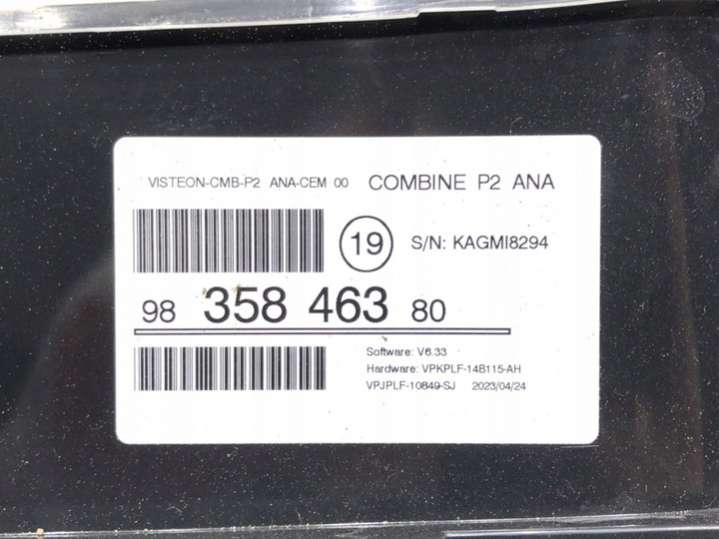 VISTEON-CMB-P2 ANA-CEM 00 COMBINE P2 ANA
19 S/N: KAGMI8294
98 358 463 80
Software: V6.33
Hardware: VPKPLF-14B115-AH
VPJPLF-10849-SJ 2023/04/24